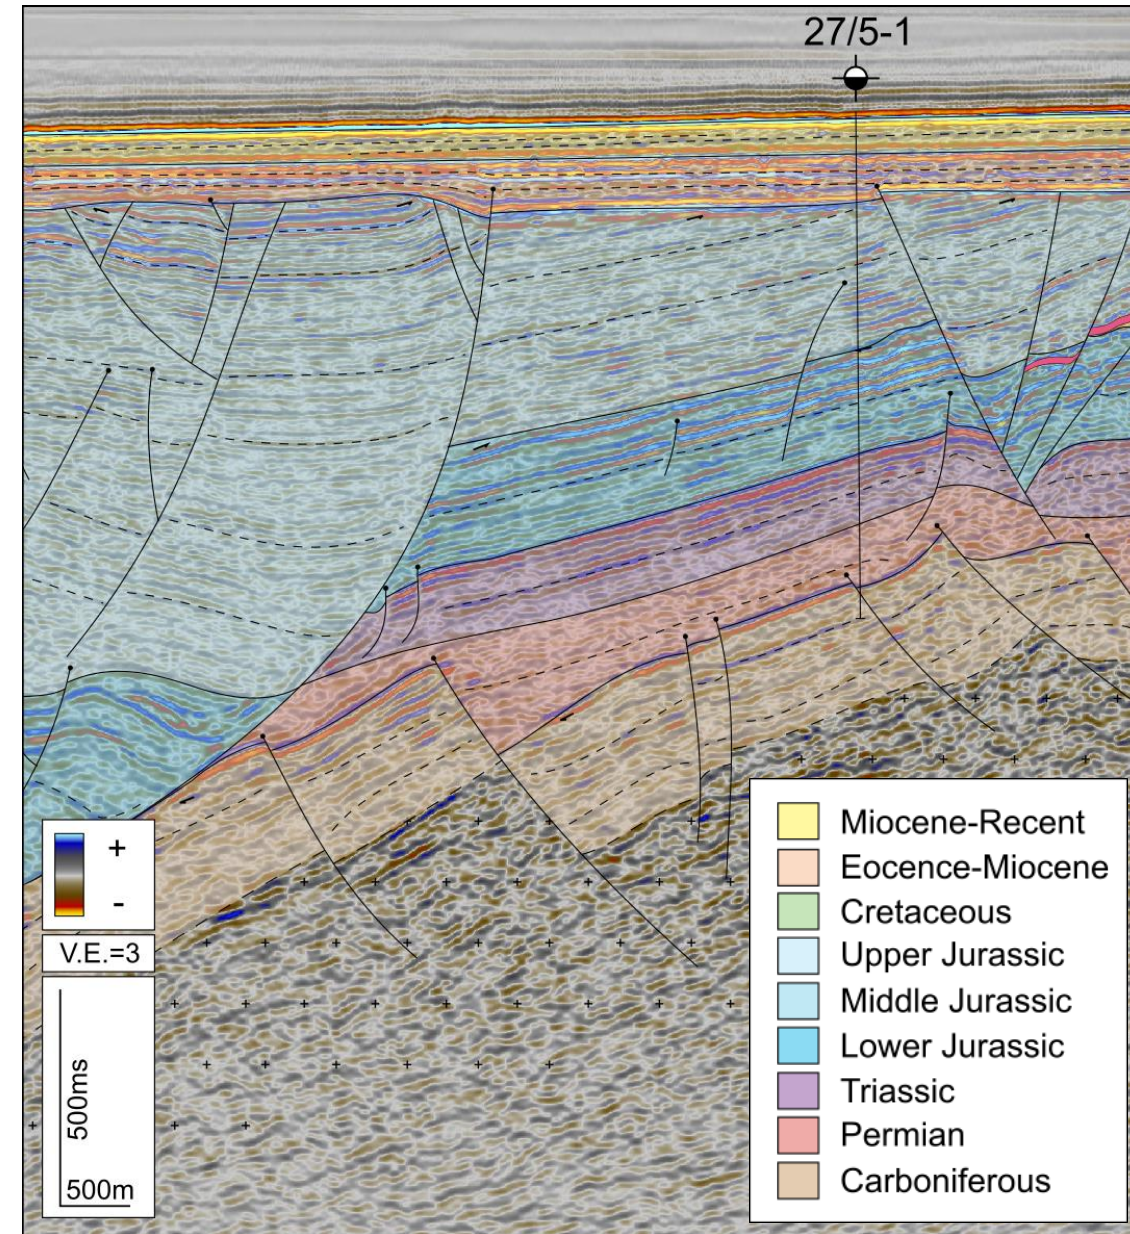 27/5-1
+
-
V.E.=3
500ms
500m
Miocene-Recent
Eocence-Miocene
Cretaceous
Upper Jurassic
Middle Jurassic
Lower Jurassic
Triassic
Permian
Carboniferous